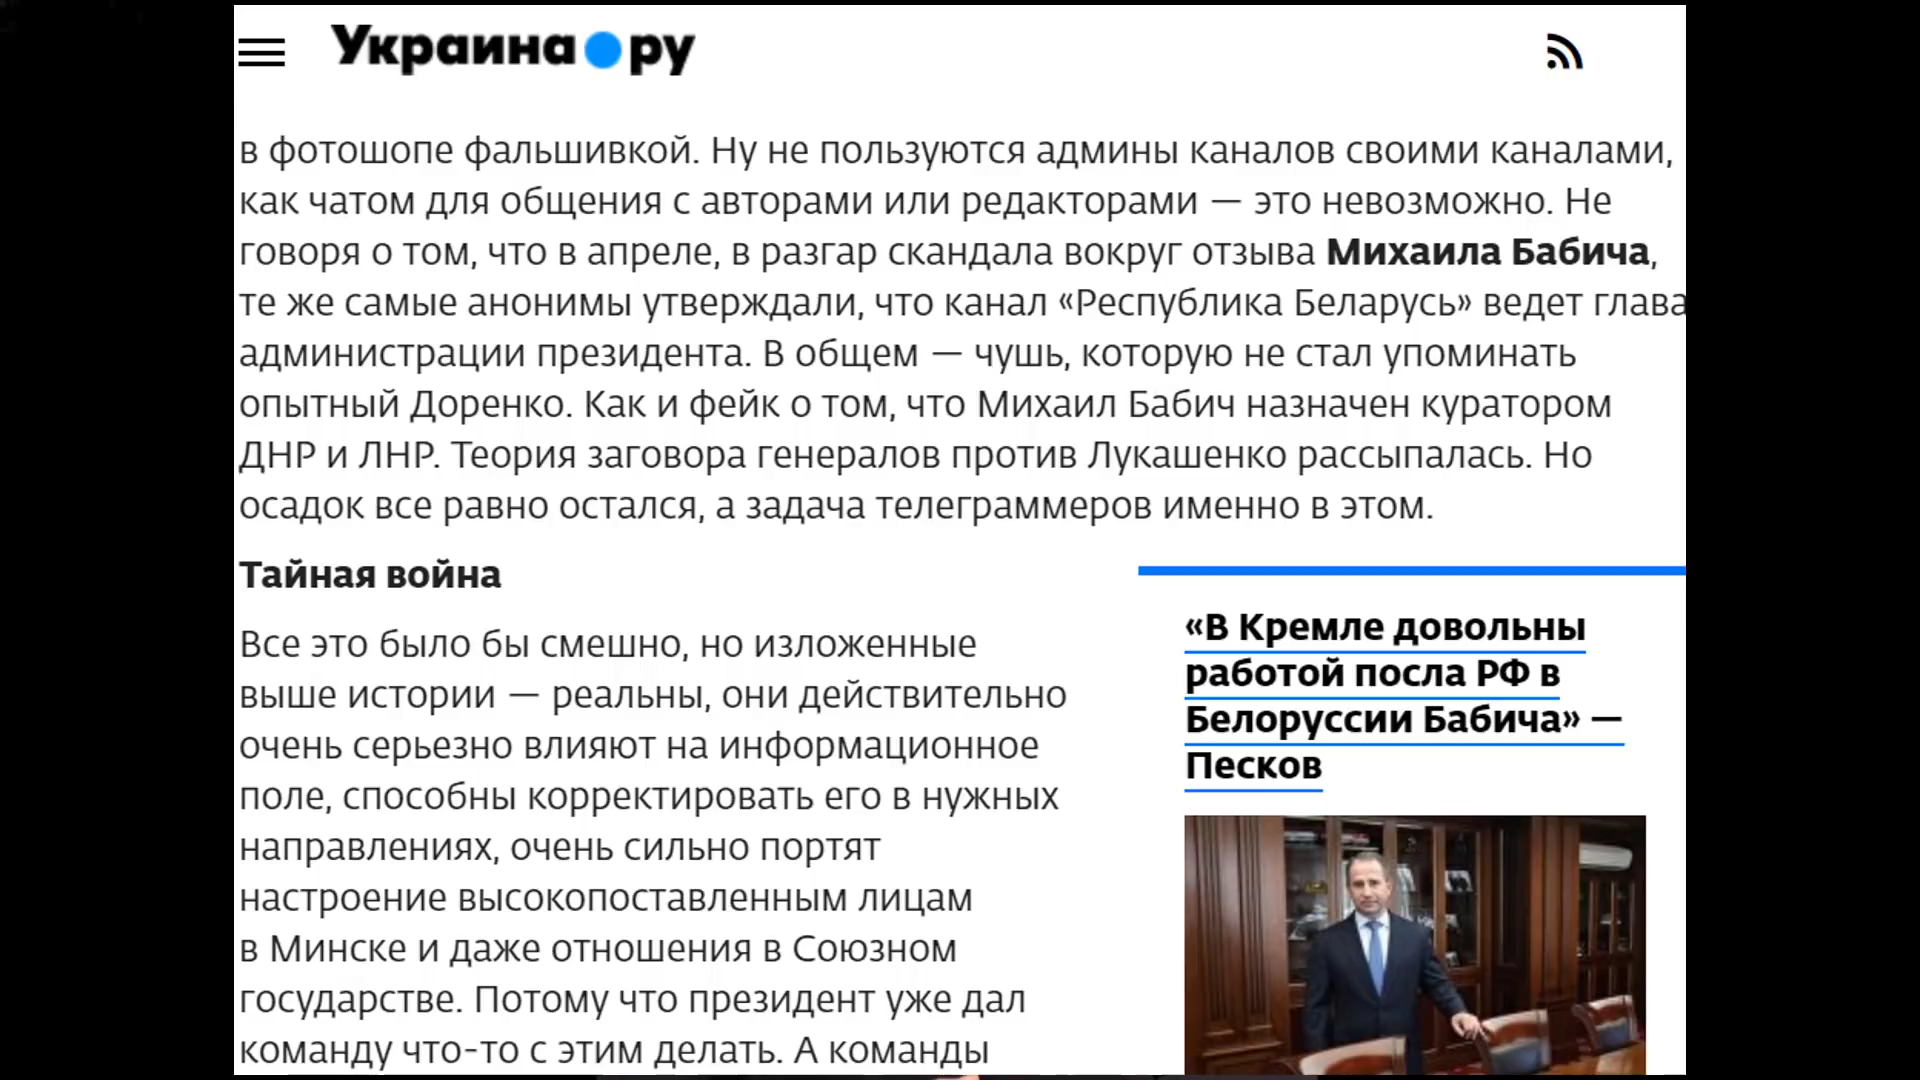 Украина ру
в фотошопе фальшивкой. Ну не пользуются админы каналов своими каналами,
как чатом для общения с авторами или редакторами — это невозможно. Не
говоря о том, что в апреле, в разгар скандала вокруг отзыва Михаила Бабича,
те же самые анонимы утверждали, что канал «Республика Беларусь» ведет глава
администрации президента. В общем — чушь, которую не стал упоминать
опытный Доренко. Как и фейк о том, что Михаил Бабич назначен куратором
ДНР и ЛНР. Теория заговора генералов против Лукашенко рассыпалась. Но
осадок все равно остался, а задача телеграммеров именно в этом.
Тайная война
Все это было бы смешно, но изложенные
выше истории — реальны, они действительно
очень серьезно влияют на информационное
поле, способны корректировать его в нужных
направлениях, очень сильно портят
настроение высокопоставленным лицам
в Минске и даже отношения в Союзном
государстве. Потому что президент уже дал
команду что-то с этим делать. А команды
«В Кремле довольны
работой посла РФ в
Белоруссии Бабича» —
Песков